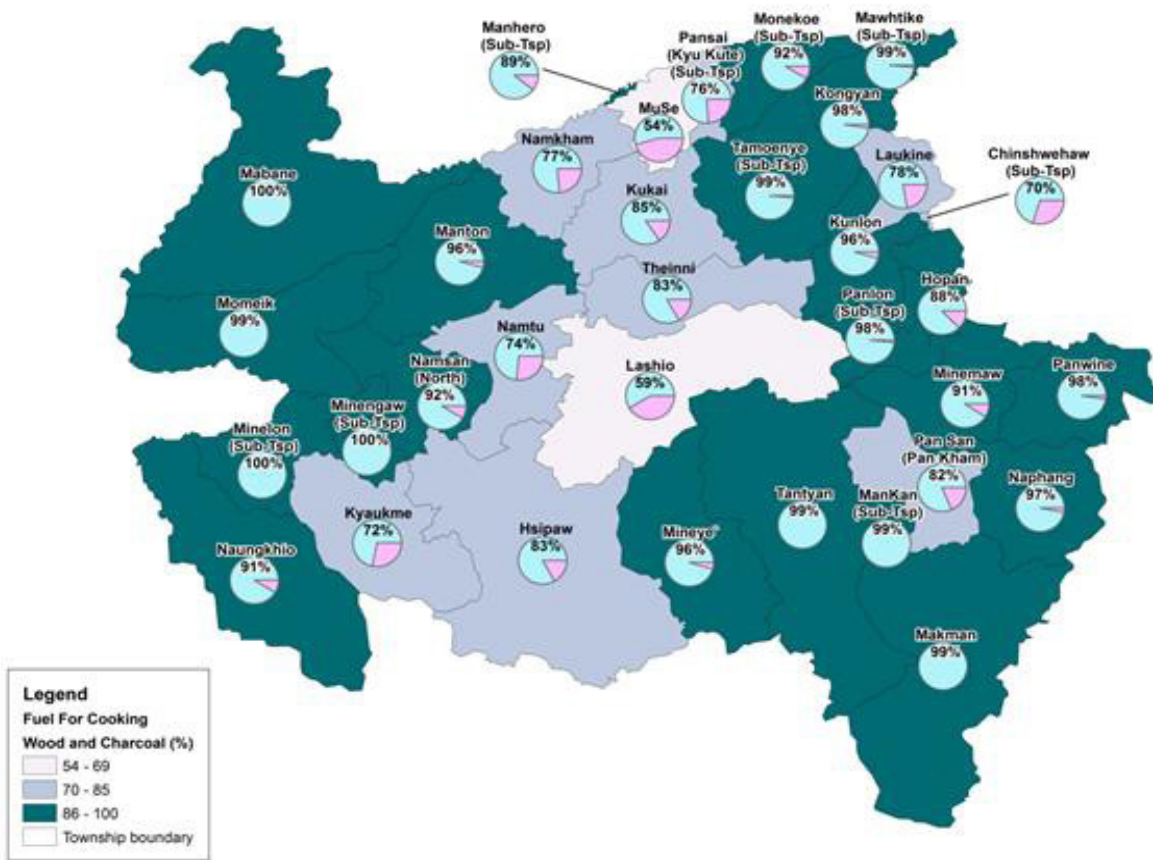 Manhero
(Sub-Tsp)
89%
Pansai
(Kyu Kute)
(Sub-Tsp)
76%
Monekoe
(Sub-Tsp)
92%
Mawhtike
(Sub-Tsp)
99%
MuSe
54%
Kongyan
98%
Namkham
77%
Tamoenye
(Sub-Tsp)
99%
Laukine
78%
Chinshwehaw
(Sub-Tsp)
70%
Mabane
100%
Kukai
85%
Manton
96%
Kunlon
96%
Theinni
83%
Hopan
88%
Momeik
99%
Panlon
(Sub-Tsp)
98%
Namtu
74%
Namsan
(North)
92%
Lashio
59%
Minemaw
91%
Panwine
98%
Minengaw
(Sub-Tsp)
100%
Minelon
(Sub-Tsp)
100%
Pan San
(Pan Kham)
82%
Naphang
97%
Kyaukme
72%
Hsipaw
83%
Tantyan
99%
ManKan
(Sub-Tsp)
99%
Mineye
96%
Naungkhio
91%
Makman
99%
Legend
Fuel For Cooking
Wood and Charcoal (%)
54 - 69
70 - 85
86 - 100
Township boundary